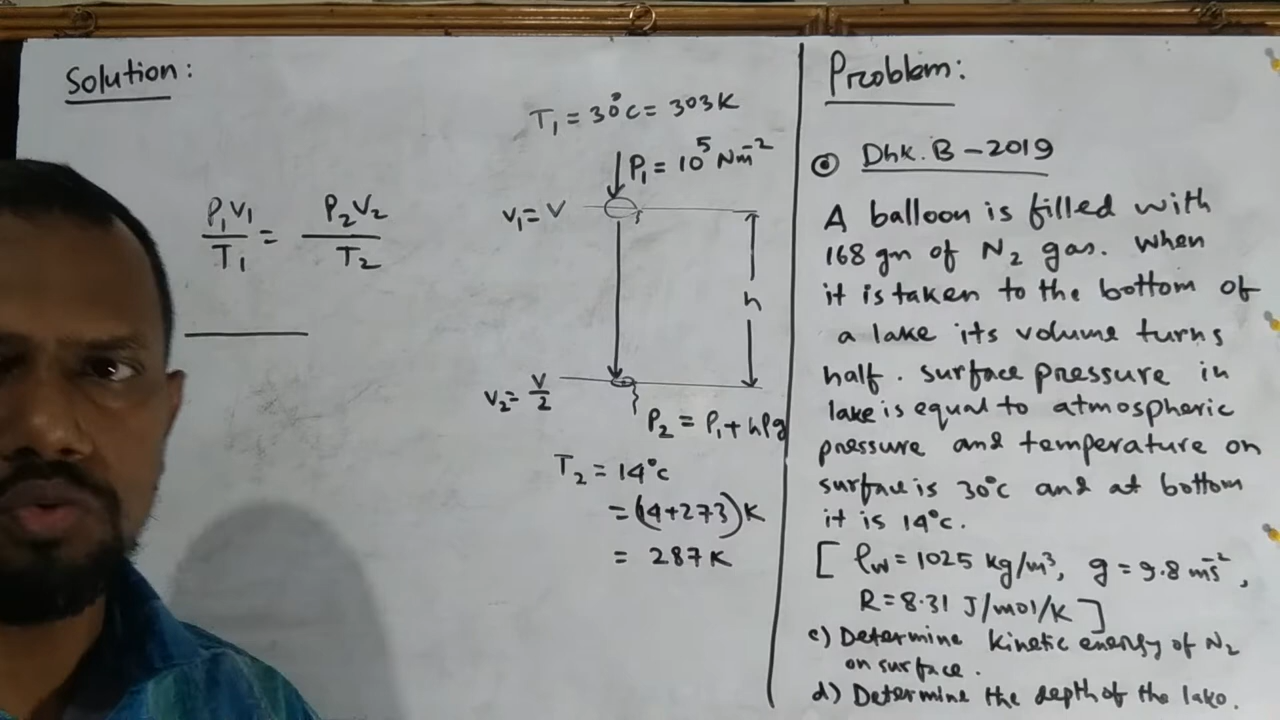 Solution:
P₁V₁/T₁ = P₂V₂/T₂
T₁ = 30°C = 303K
P₁ = 10⁵ Nm⁻²
V₁ = V
h
V₂ = V/2
P₂ = P₁ + hρg
T₂ = 14°C
= (14+273)K
= 287K
Problem:
Dhk. B – 2019
A balloon is filled with
168 gm of N₂ gas. When
it is taken to the bottom of
a lake its volume turns
half. surface pressure in
lake is equal to atmospheric
pressure and temperature on
surface is 30°C and at bottom
it is 14°C.
[ ρw = 1025 kg/m³, g = 9.8 ms⁻²,
R = 8.31 J/mol/K ]
c) Determine kinetic energy of N₂
on surface.
d) Determine the depth of the lake.